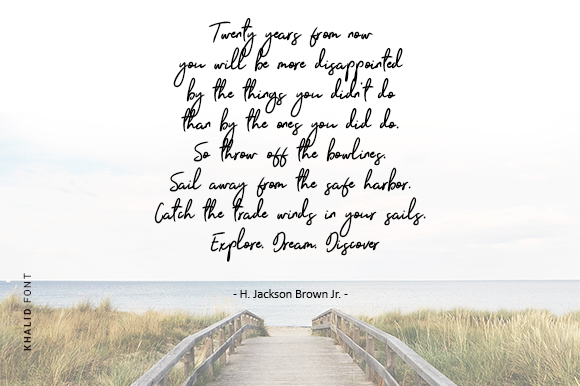 Twenty years from now
you will be more disappointed
by the things you didn't do
than by the ones you did do.
So throw off the bowlines.
Sail away from the safe harbor.
Catch the trade winds in your sails.
Explore. Dream. Discover
- H. Jackson Brown Jr. -
KHALID FONT